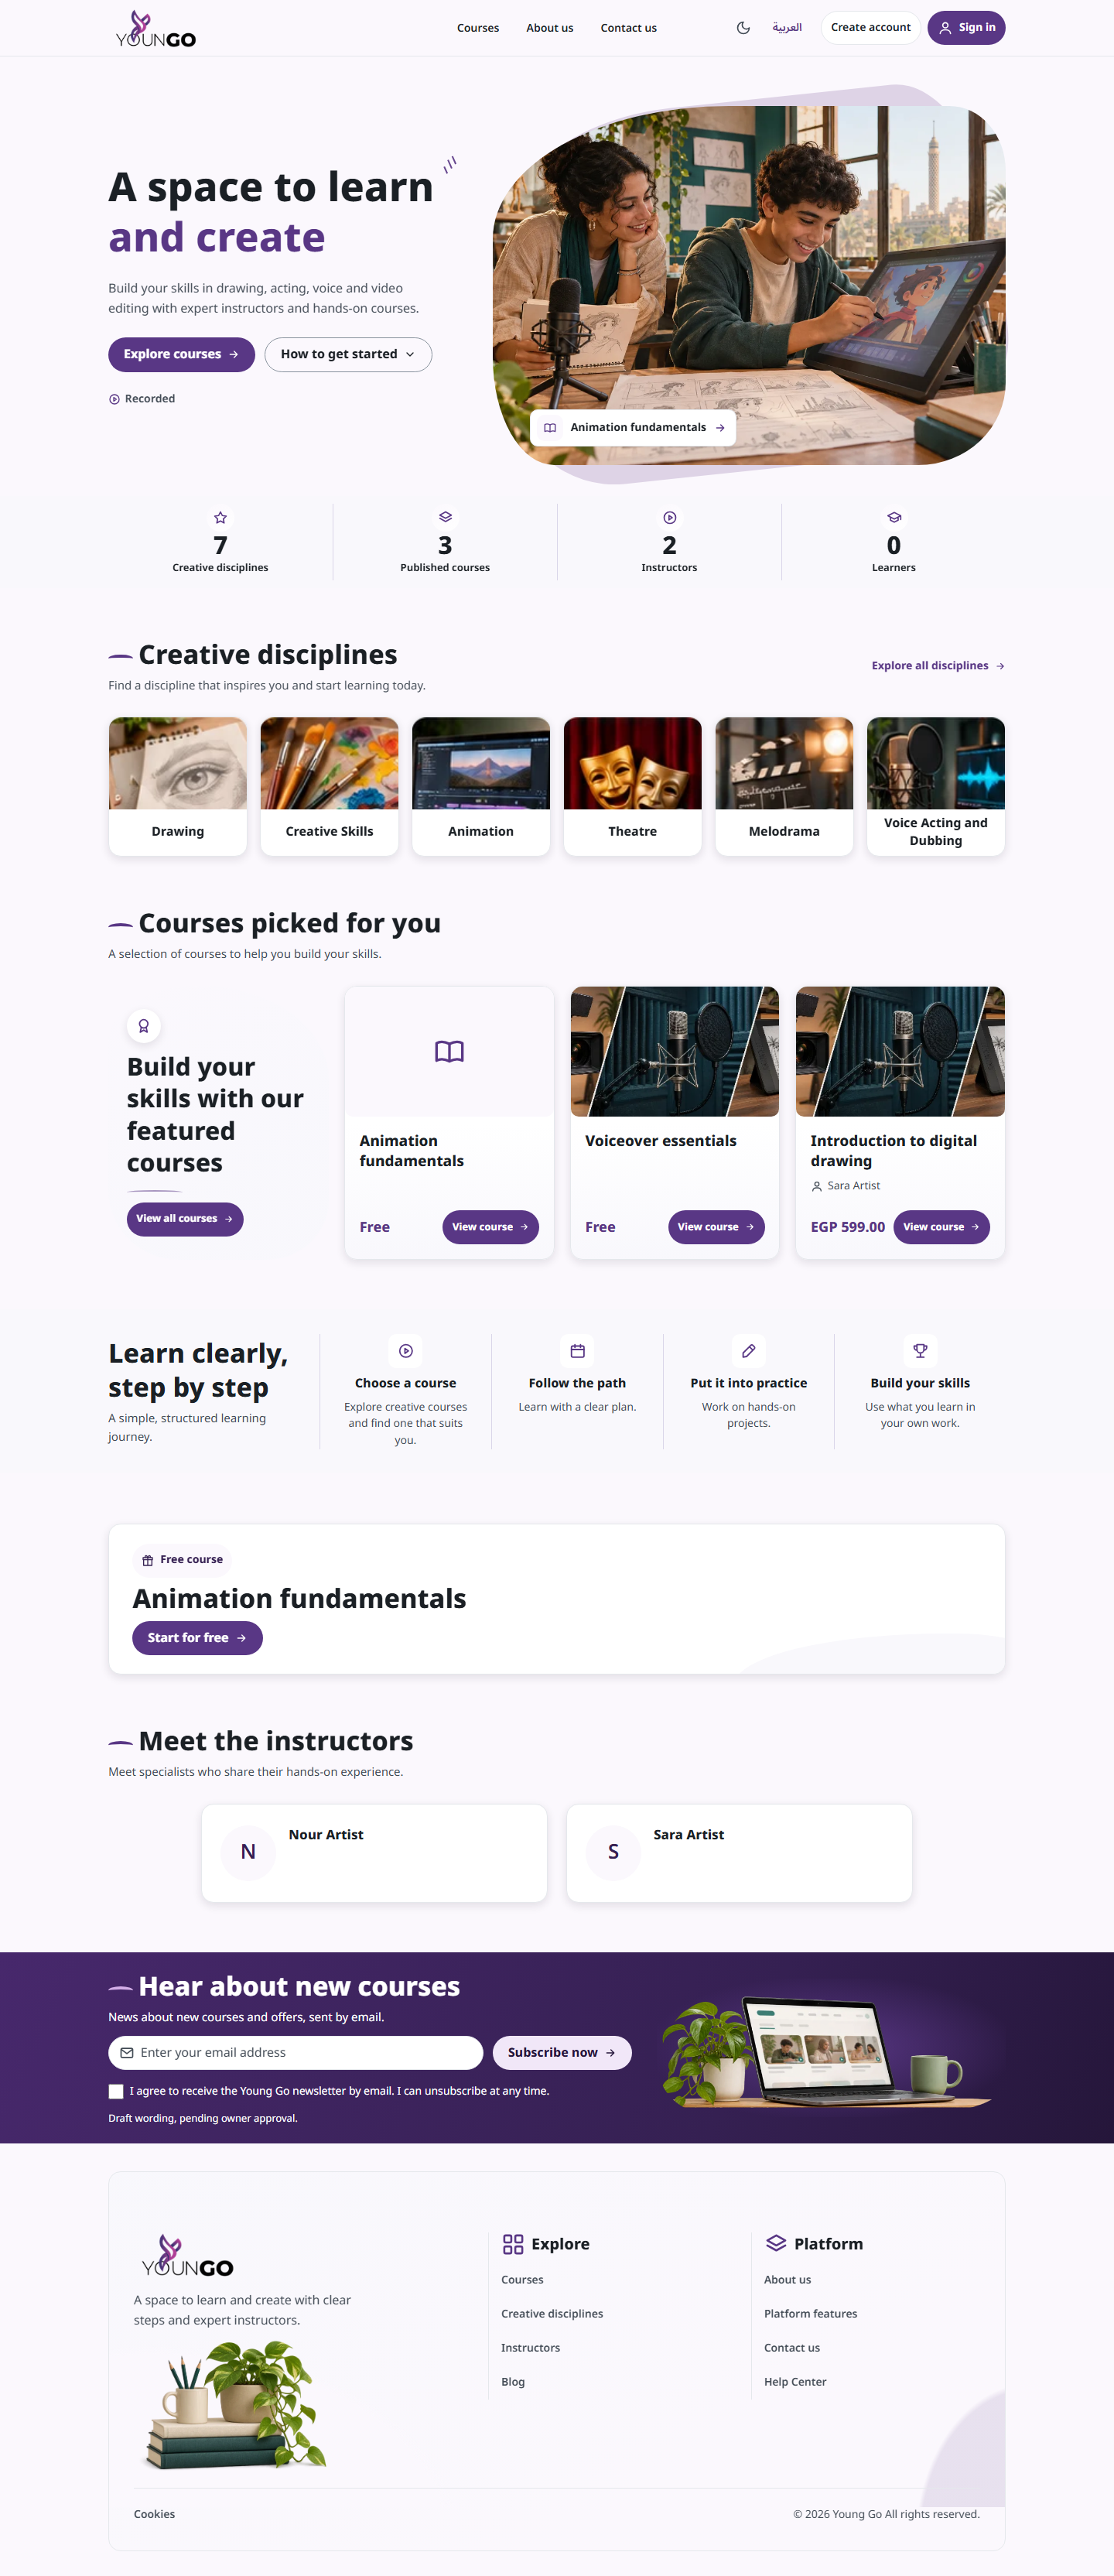 YOUNGO
Courses
About us
Contact us
العربية
Create account
Sign in
A space to learn
and create
Build your skills in drawing, acting, voice and video
editing with expert instructors and hands-on courses.
Explore courses
How to get started
Recorded
Animation fundamentals
7
Creative disciplines
3
Published courses
2
Instructors
0
Learners
Creative disciplines
Find a discipline that inspires you and start learning today.
Explore all disciplines
Drawing
Creative Skills
Animation
Theatre
Melodrama
Voice Acting and
Dubbing
Courses picked for you
A selection of courses to help you build your skills.
Build your
skills with our
featured
courses
View all courses
Animation
fundamentals
Free
View course
Voiceover essentials
Free
View course
Introduction to digital
drawing
Sara Artist
EGP 599.00
View course
Learn clearly,
step by step
A simple, structured learning
journey.
Choose a course
Explore creative courses
and find one that suits
you.
Follow the path
Learn with a clear plan.
Put it into practice
Work on hands-on
projects.
Build your skills
Use what you learn in
your own work.
Free course
Animation fundamentals
Start for free
Meet the instructors
Meet specialists who share their hands-on experience.
N
Nour Artist
S
Sara Artist
Hear about new courses
News about new courses and offers, sent by email.
Enter your email address
Subscribe now
I agree to receive the Young Go newsletter by email. I can unsubscribe at any time.
Draft wording, pending owner approval.
YOUNGO
A space to learn and create with clear
steps and expert instructors.
Explore
Courses
Creative disciplines
Instructors
Blog
Platform
About us
Platform features
Contact us
Help Center
Cookies
© 2026 Young Go All rights reserved.